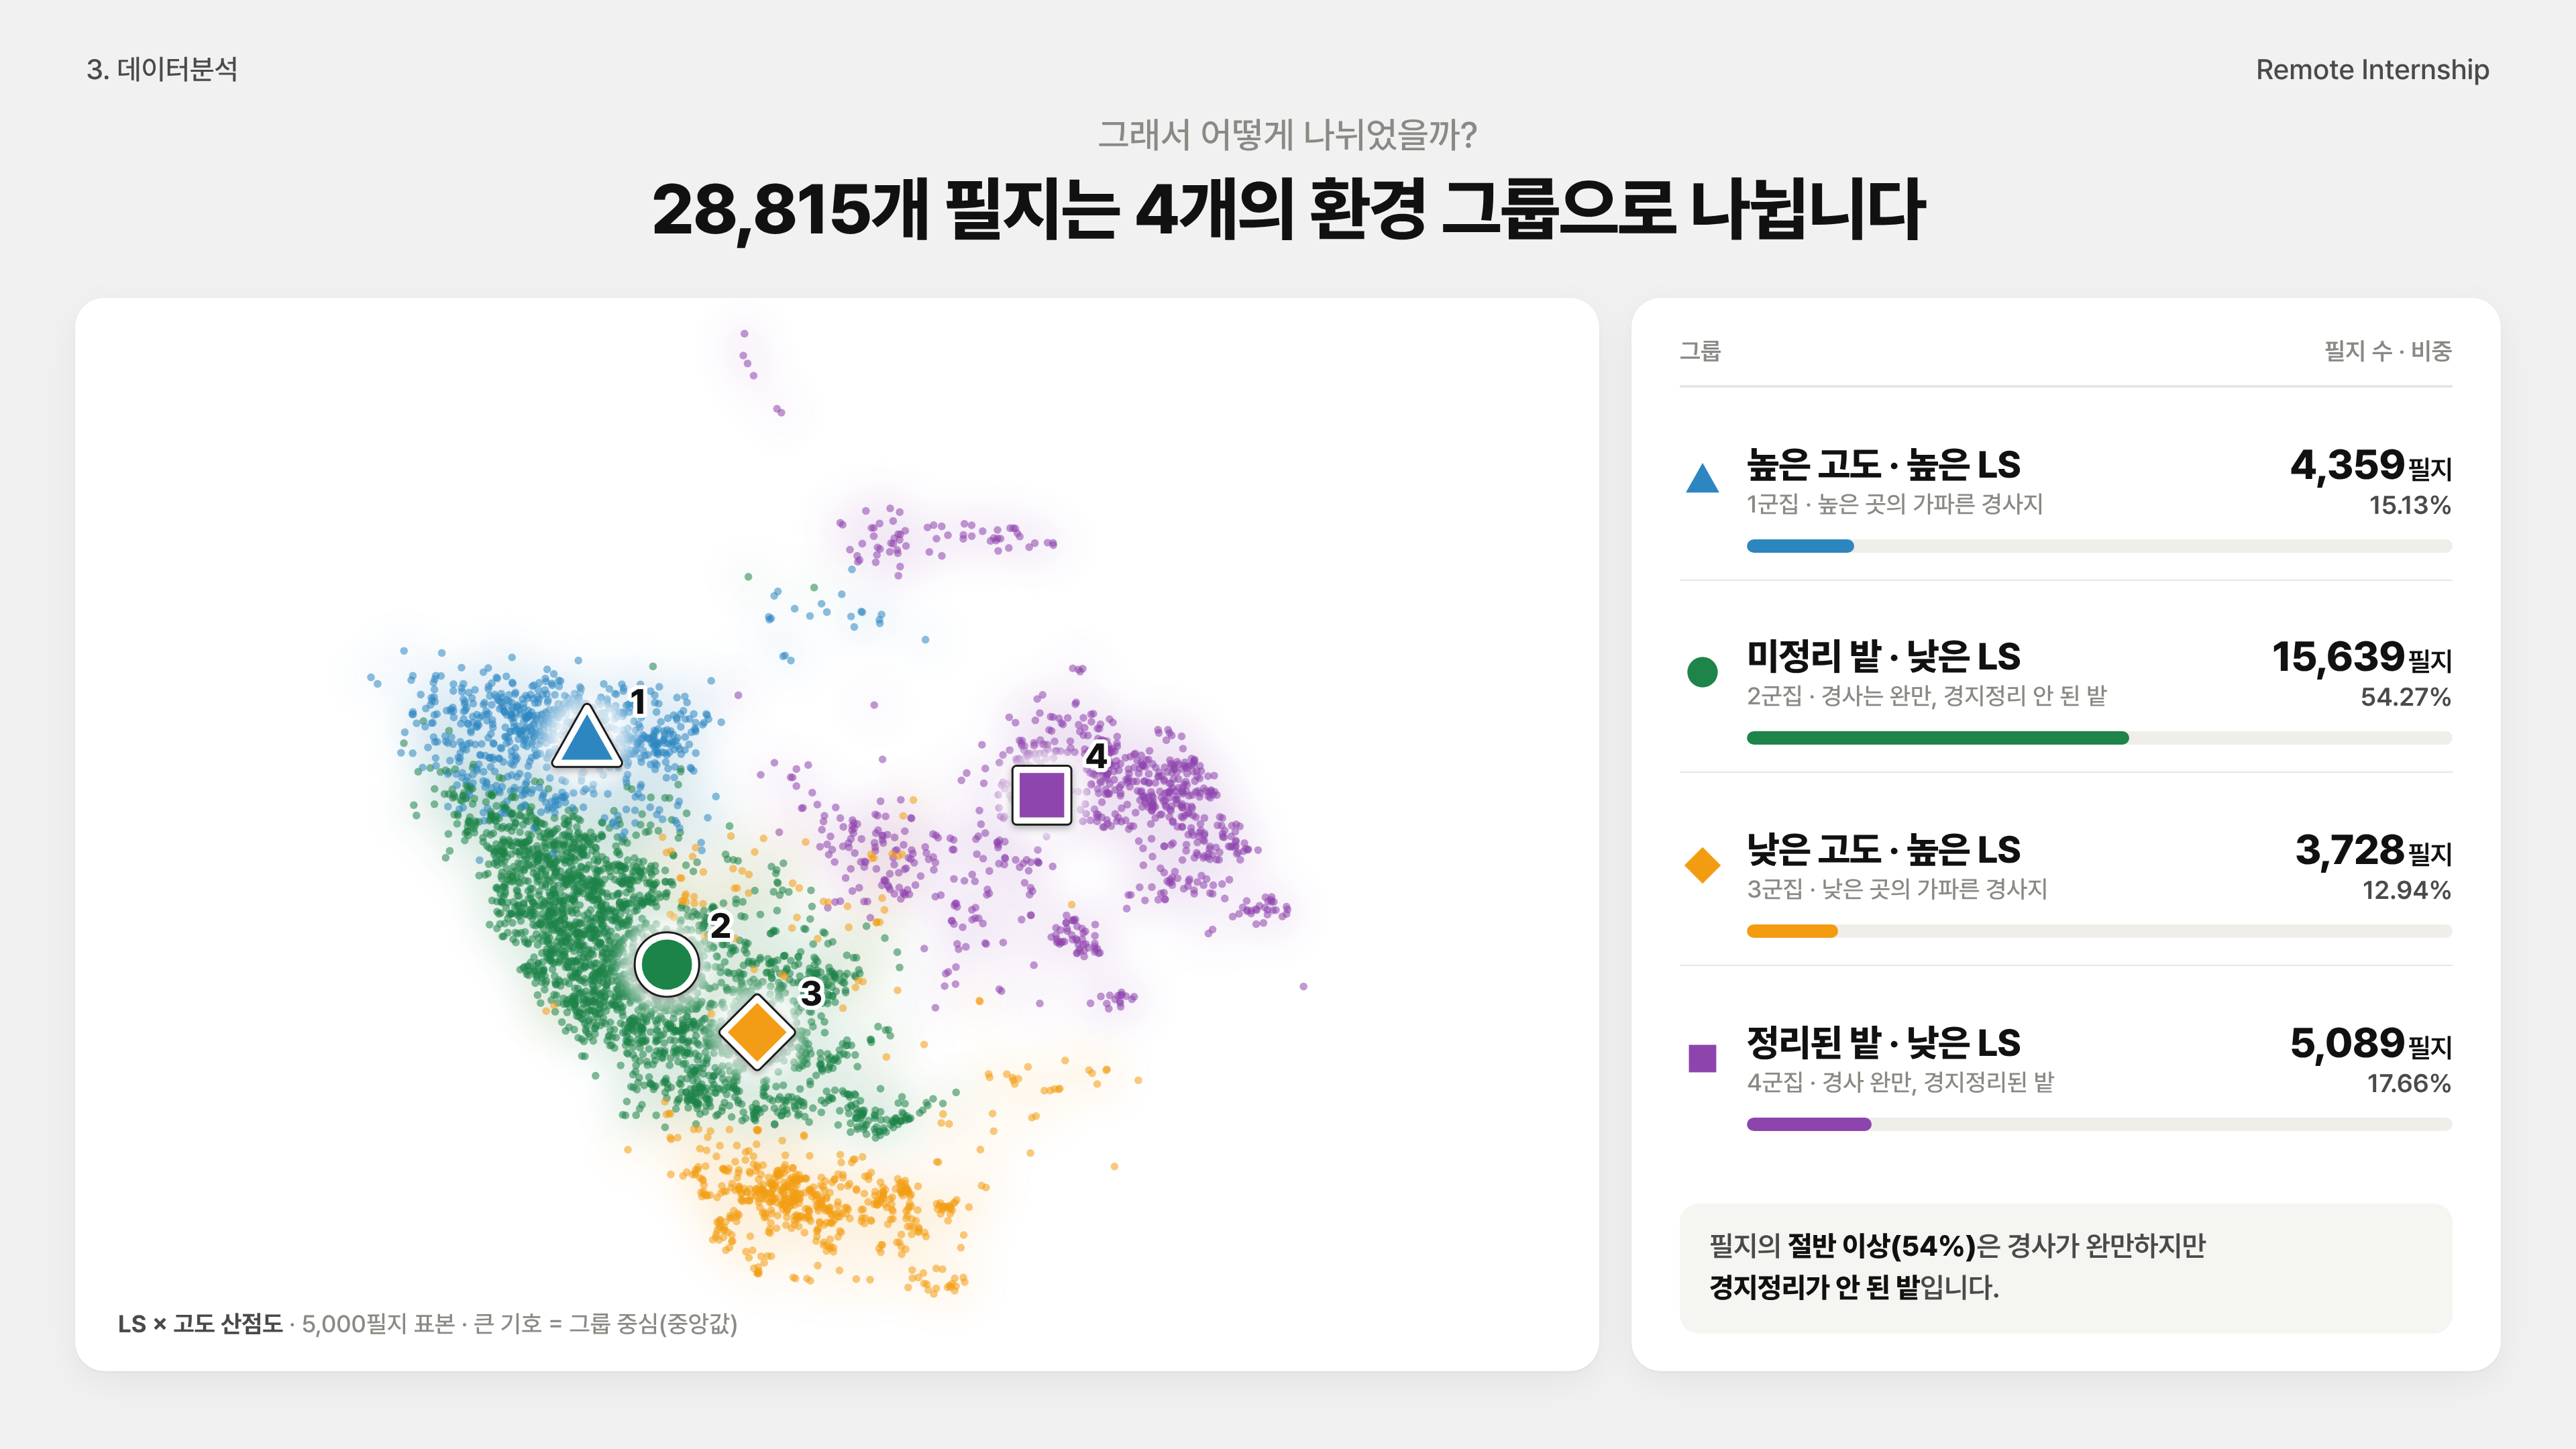 3. 데이터분석
Remote Internship
그래서 어떻게 나뉘었을까?
28,815개 필지는 4개의 환경 그룹으로 나뉩니다
1
4
2
3
LS × 고도 산점도 · 5,000필지 표본 · 큰 기호 = 그룹 중심(중앙값)
그룹
필지 수 · 비중
높은 고도 · 높은 LS
4,359필지
1군집 · 높은 곳의 가파른 경사지
15.13%
미정리 밭 · 낮은 LS
15,639필지
2군집 · 경사는 완만, 경지정리 안 된 밭
54.27%
낮은 고도 · 높은 LS
3,728필지
3군집 · 낮은 곳의 가파른 경사지
12.94%
정리된 밭 · 낮은 LS
5,089필지
4군집 · 경사 완만, 경지정리된 밭
17.66%
필지의 절반 이상(54%)은 경사가 완만하지만
경지정리가 안 된 밭입니다.